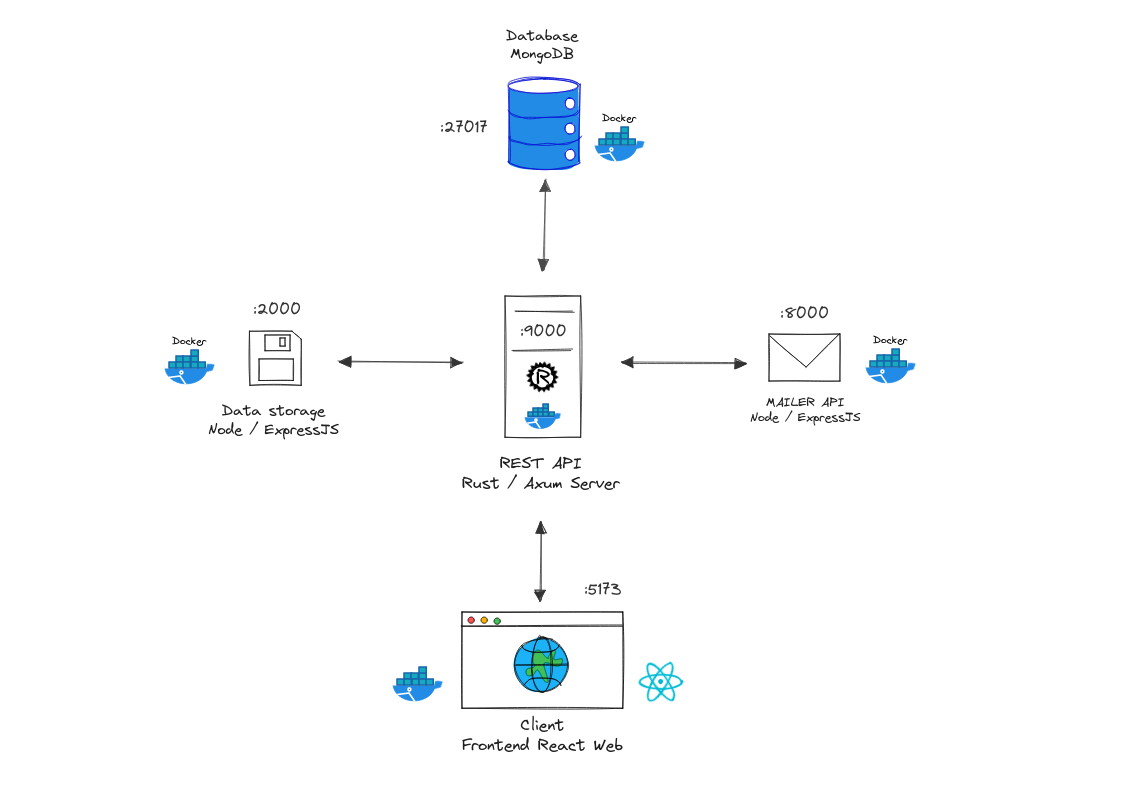 Database
MongoDB
:27017
Docker
:2000
Docker
Data storage
Node / ExpressJS
:9000
R
REST API
Rust / Axum Server
:8000
Docker
MAILER API
Node / ExpressJS
:5173
Client
Frontend React Web